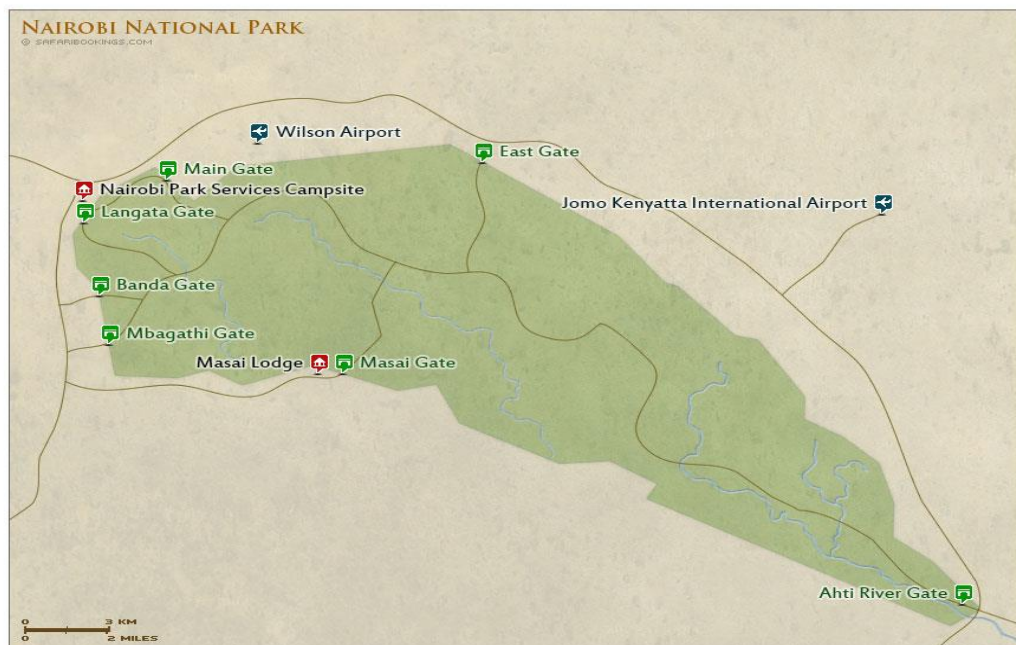 NAIROBI NATIONAL PARK
© SAFARIBOOKINGS.COM
Wilson Airport
East Gate
Main Gate
Nairobi Park Services Campsite
Jomo Kenyatta International Airport
Langata Gate
Banda Gate
Mbagathi Gate
Masai Lodge
Masai Gate
Ahti River Gate
0 3 KM
0 2 MILES